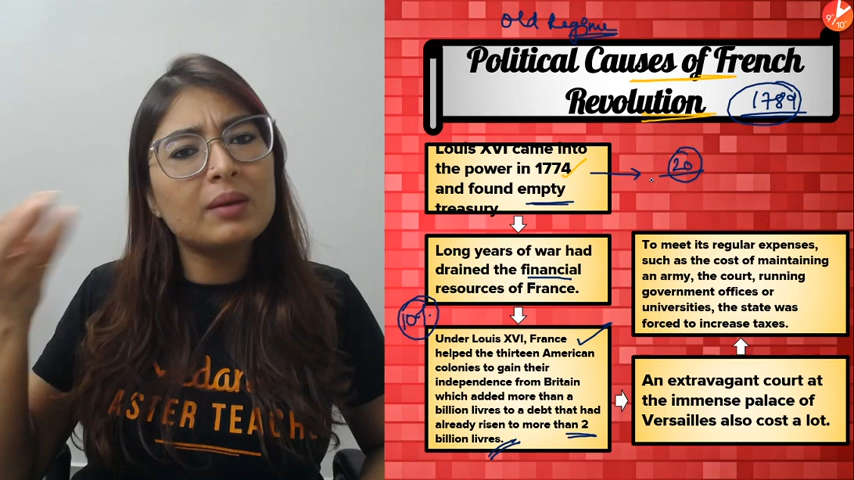 Old Regime
Political Causes of French
Revolution
1789
Louis XVI came into
the power in 1774
and found empty
treasury
20
Long years of war had
drained the financial
resources of France.
10%
Under Louis XVI, France
helped the thirteen American
colonies to gain their
independence from Britain
which added more than a
billion livres to a debt that had
already risen to more than 2
billion livres.
To meet its regular expenses,
such as the cost of maintaining
an army, the court, running
government offices or
universities, the state was
forced to increase taxes.
An extravagant court at
the immense palace of
Versailles also cost a lot.
ASTER TEACH